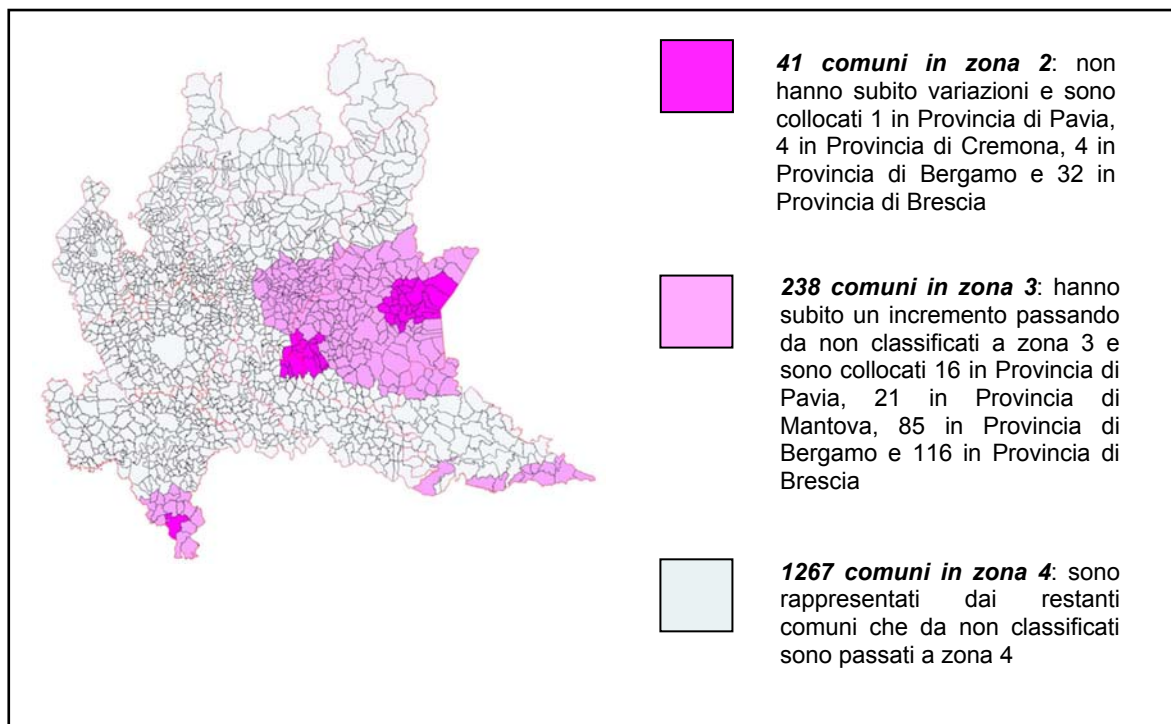 41 comuni in zona 2: non
hanno subito variazioni e sono
collocati 1 in Provincia di Pavia,
4 in Provincia di Cremona, 4 in
Provincia di Bergamo e 32 in
Provincia di Brescia
238 comuni in zona 3: hanno
subito un incremento passando
da non classificati a zona 3 e
sono collocati 16 in Provincia di
Pavia, 21 in Provincia di
Mantova, 85 in Provincia di
Bergamo e 116 in Provincia di
Brescia
1267 comuni in zona 4: sono
rappresentati dai restanti
comuni che da non classificati
sono passati a zona 4